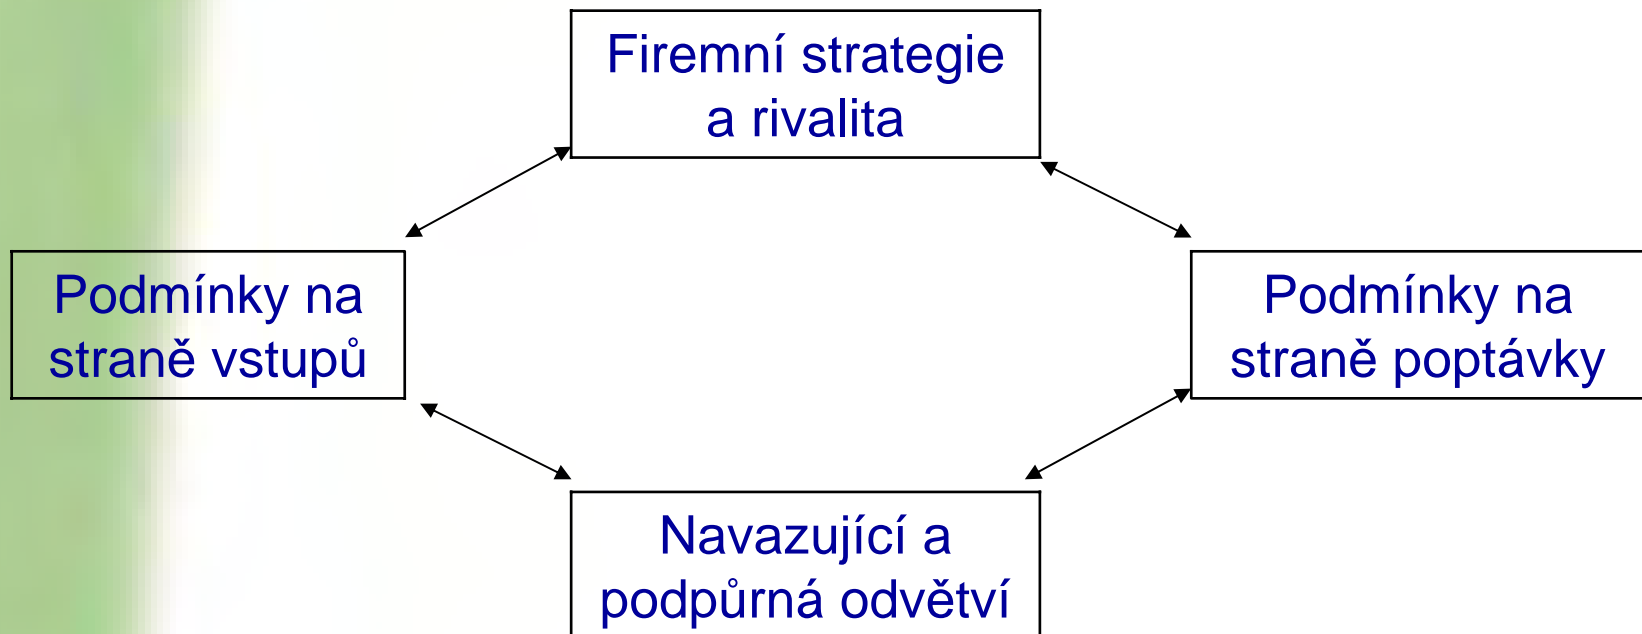 Firemní strategie
a rivalita
Podmínky na
straně vstupů
Podmínky na
straně poptávky
Navazující a
podpůrná odvětví